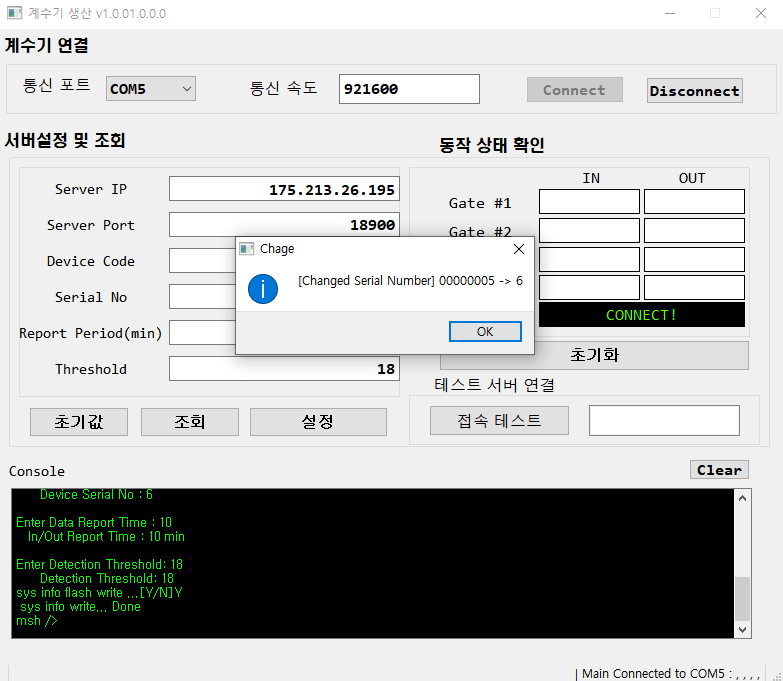 계수기 생산 v1.0.01.0.0.0
계수기 연결
통신 포트 COM5 통신 속도 921600 Connect Disconnect
서버설정 및 조회
동작 상태 확인
IN OUT
Server IP 175.213.26.195
Gate #1
Server Port 18900
Gate #2
Chage
Device Code
[Changed Serial Number] 00000005 -> 6
Serial No
CONNECT!
Report Period(min)
OK
초기화
Threshold 18
테스트 서버 연결
초기값 조회 설정 접속 테스트
Console Clear
Device Serial No : 6
Enter Data Report Time : 10
In/Out Report Time : 10 min
Enter Detection Threshold: 18
Detection Threshold: 18
sys info flash write ...[Y/N]Y
sys info write... Done
msh />
| Main Connected to COM5 : , , , ,